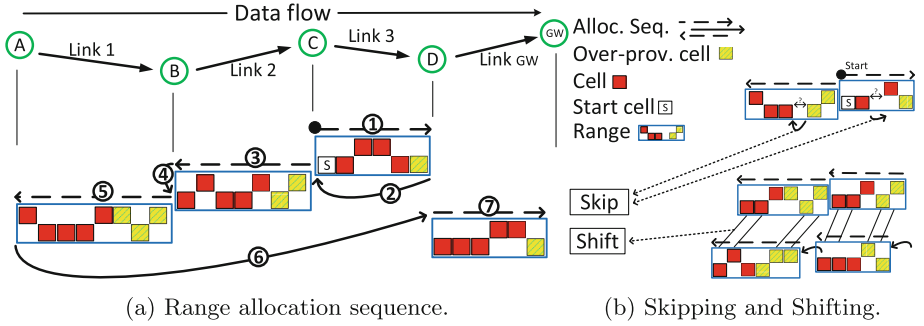 Data flow
A
B
C
D
GW
Link 1
Link 2
Link 3
Link GW
1
2
3
4
5
6
7
S
(a) Range allocation sequence.
Alloc. Seq.
Over-prov. cell
Cell
Start cell S
Range
Start
?
S
?
Skip
Shift
(b) Skipping and Shifting.